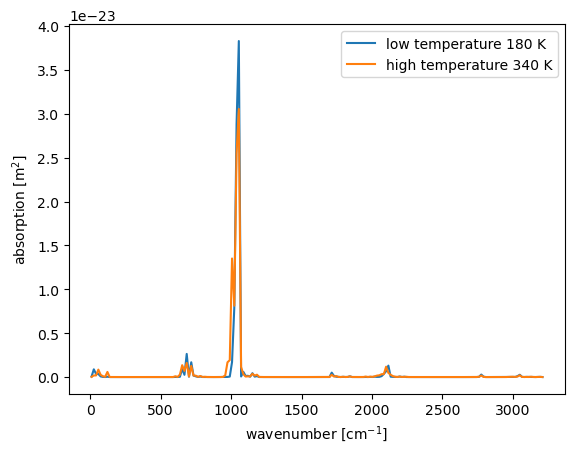 1e−23
low temperature 180 K
high temperature 340 K
4.0
3.5
3.0
2.5
2.0
1.5
1.0
0.5
0.0
absorption [m²]
0 500 1000 1500 2000 2500 3000
wavenumber [cm⁻¹]